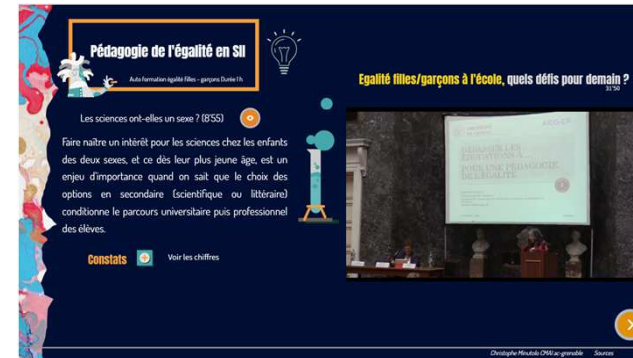 Pédagogie de l'égalité en SII
Auto formation égalité filles - garçons Durée 1 h
Les sciences ont-elles un sexe ? (8'55)
Faire naître un intérêt pour les sciences chez les enfants
des deux sexes, et ce dès leur plus jeune âge, est un
enjeu d'importance quand on sait que le choix des
options en secondaire (scientifique ou littéraire)
conditionne le parcours universitaire puis professionnel
des élèves.
Constats
Voir les chiffres
Egalité filles/garçons à l'école, quels défis pour demain ?
31'50
DÉPASSER LES
ÉDUCATIONS À ...
POUR UNE PÉDAGOGIE
DE L'ÉGALITÉ
Christophe Minutolo CMAI ac-grenoble
Sources